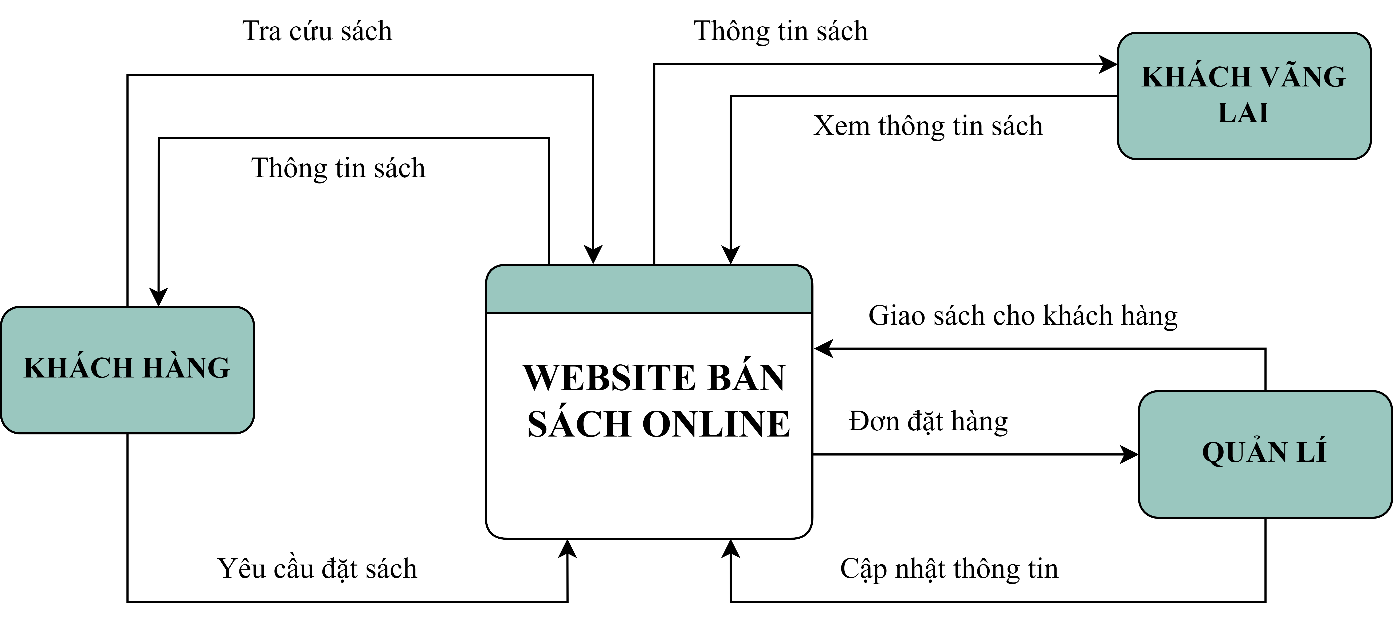 Tra cứu sách
Thông tin sách
KHÁCH VÃNG
LAI
Xem thông tin sách
Thông tin sách
Giao sách cho khách hàng
KHÁCH HÀNG
WEBSITE BÁN
SÁCH ONLINE
Đơn đặt hàng
QUẢN LÍ
Yêu cầu đặt sách
Cập nhật thông tin